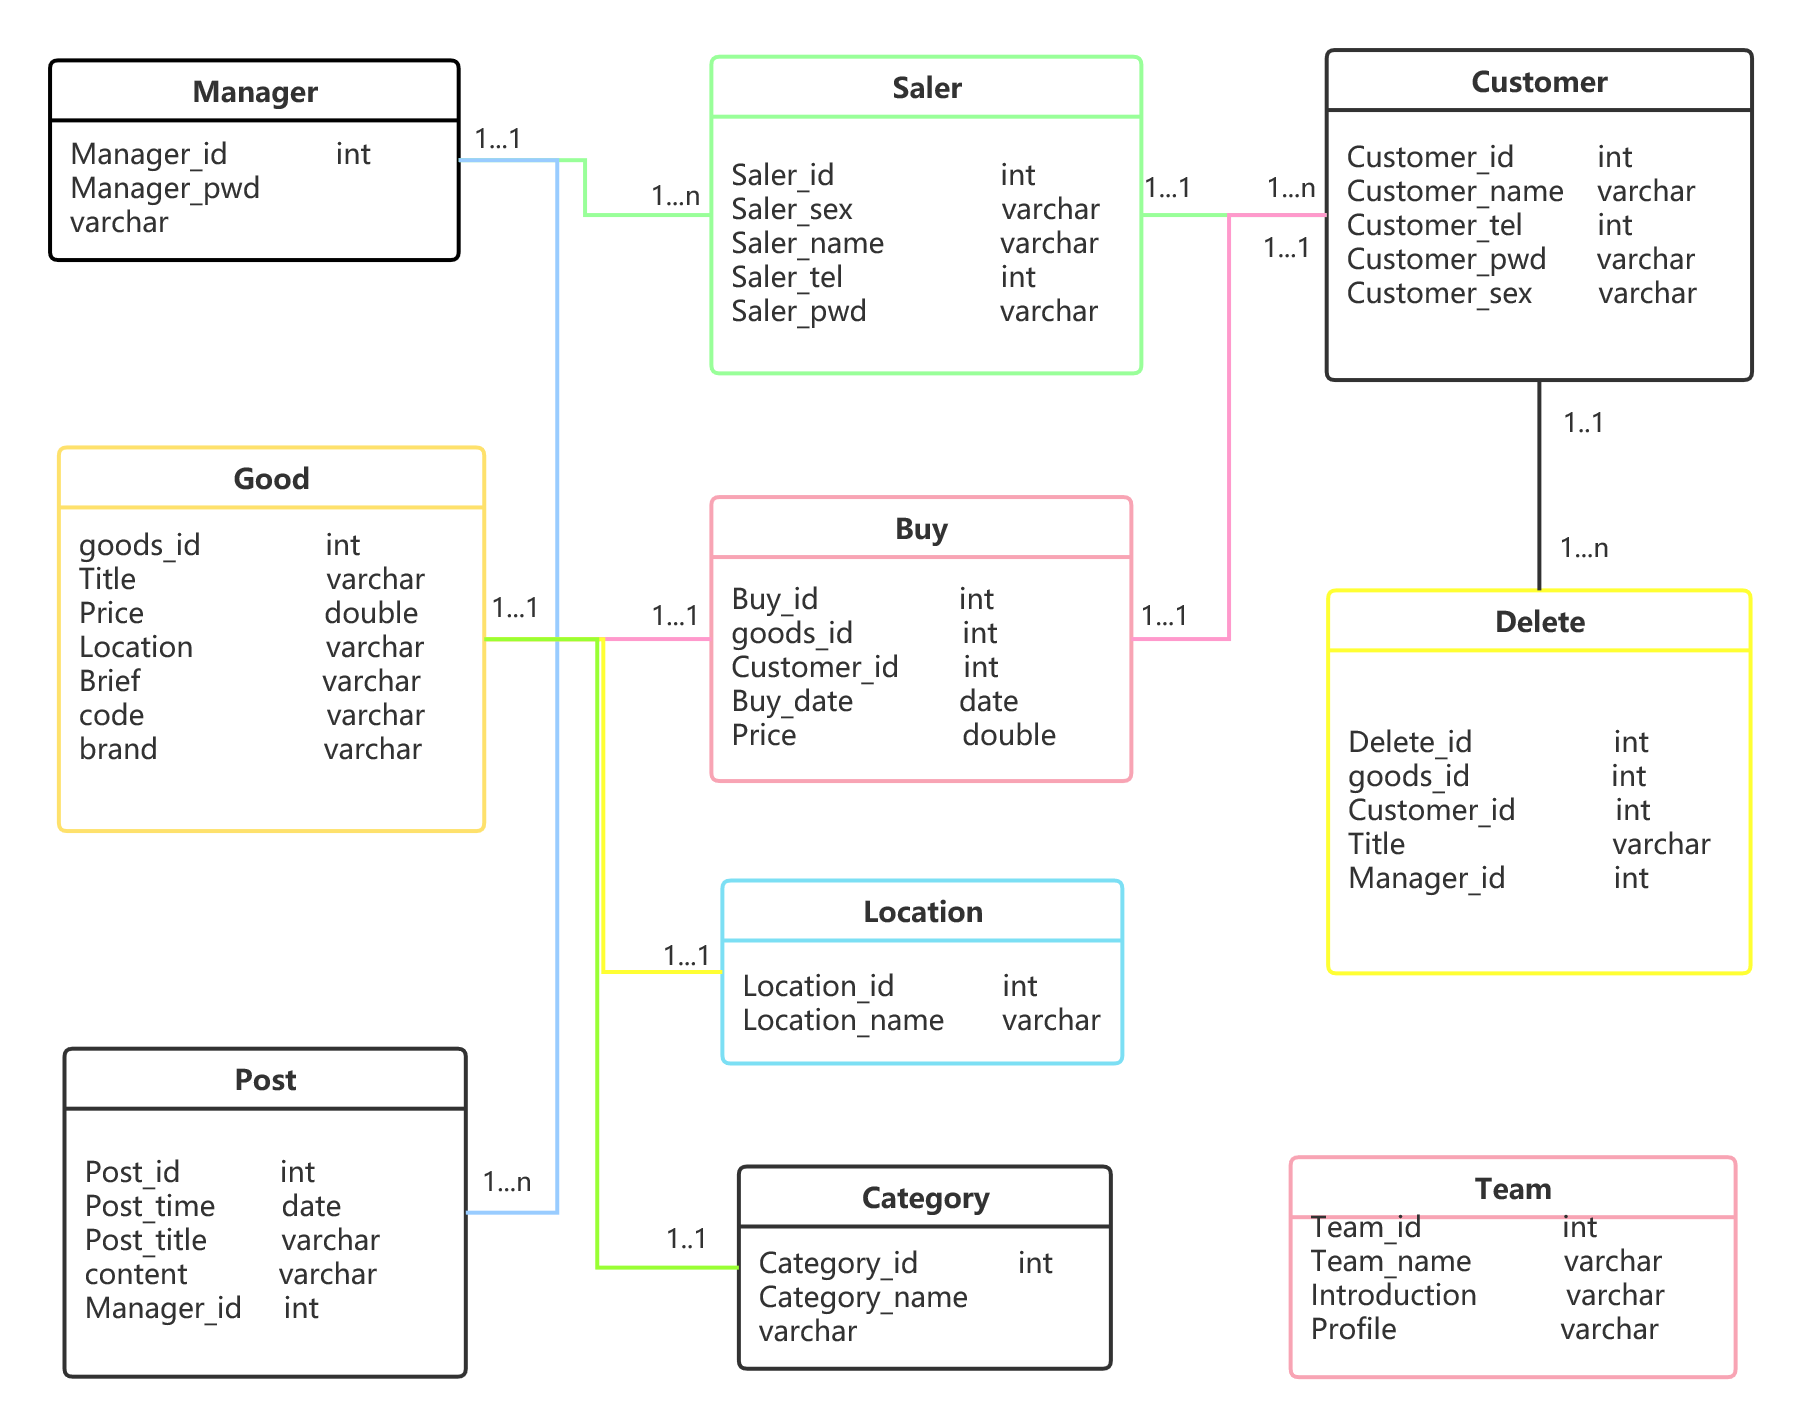 Manager
Manager_id int
Manager_pwd
varchar
1...1
1...n
Saler
Saler_id int
Saler_sex varchar
Saler_name varchar
Saler_tel int
Saler_pwd varchar
1...1
1...n
1...1
Customer
Customer_id int
Customer_name varchar
Customer_tel int
Customer_pwd varchar
Customer_sex varchar
1..1
1...n
Good
goods_id int
Title varchar
Price double
Location varchar
Brief varchar
code varchar
brand varchar
1...1
1...1
Buy
Buy_id int
goods_id int
Customer_id int
Buy_date date
Price double
1...1
Delete
Delete_id int
goods_id int
Customer_id int
Title varchar
Manager_id int
1...1
Location
Location_id int
Location_name varchar
Post
Post_id int
Post_time date
Post_title varchar
content varchar
Manager_id int
1...n
1..1
Category
Category_id int
Category_name
varchar
Team
Team_id int
Team_name varchar
Introduction varchar
Profile varchar